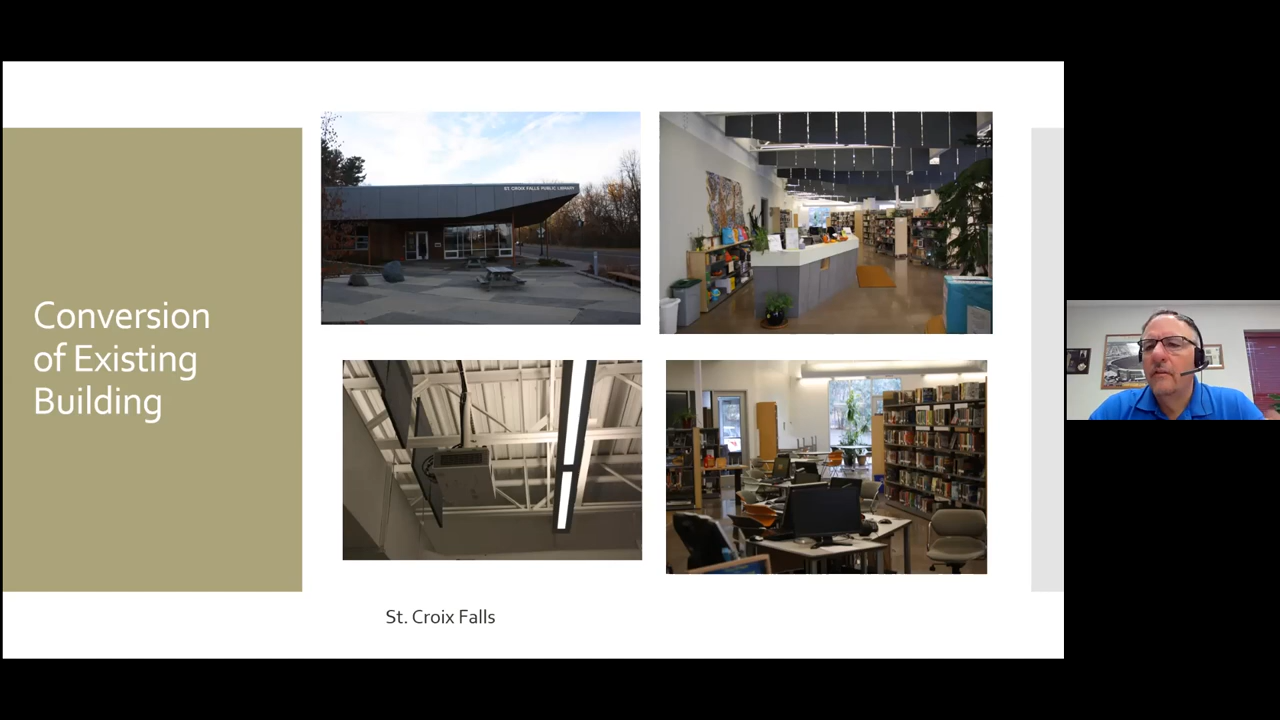 Conversion
of Existing
Building
ST. CROIX FALLS PUBLIC LIBRARY
St. Croix Falls